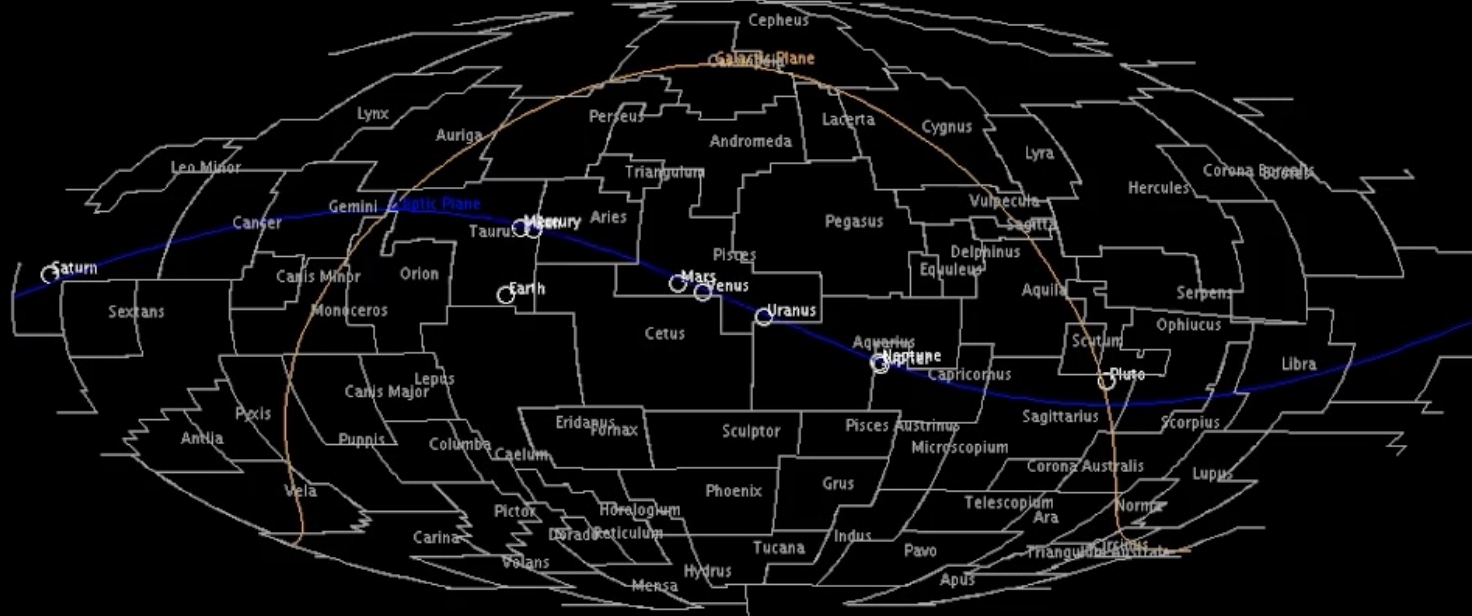 Cepheus
Galactic Plane
Lynx
Perseus
Lacerta
Auriga
Cygnus
Andromeda
Lyra
Leo Minor
Triangulum
Corona Borealis
Hercules
Gemini
Ecliptic Plane
Vulpecula
Cancer
Taurus
Mercury
Aries
Pegasus
Sagitta
Pisces
Delphinus
Saturn
Canis Minor
Orion
Mars
Equuleus
Earth
Venus
Aquila
Serpens
Sextans
Monoceros
Uranus
Ophiucus
Cetus
Aquarius
Scutum
Neptune
Libra
Capricornus
Pluto
Lepus
Canis Major
Pyxis
Sagittarius
Eridanus
Fornax
Sculptor
Pisces Austrinus
Scorpius
Antlia
Puppis
Columba
Microscopium
Caelum
Corona Australis
Lupus
Vela
Phoenix
Grus
Telescopium
Norma
Pictor
Horologium
Ara
Carina
Dorado
Reticulum
Indus
Tucana
Pavo
Circinus
Triangulum Australe
Volans
Hydrus
Mensa
Apus